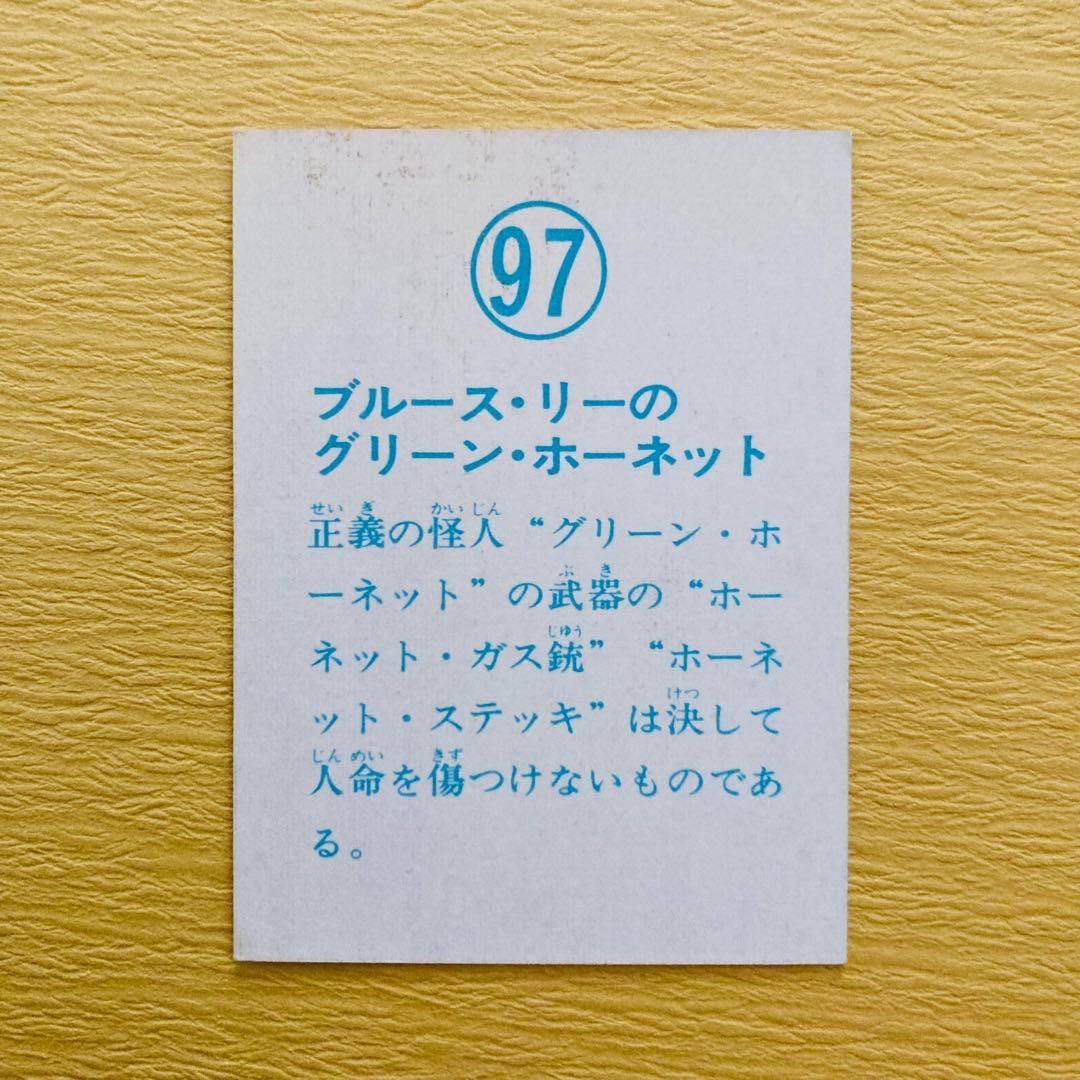 97
ブルース・リーの
グリーン・ホーネット
正義の怪人“グリーン・ホ
ーネット”の武器の“ホー
ネット・ガス銃”“ホーネ
ット・ステッキ”は決して
人命を傷つけないものであ
る。